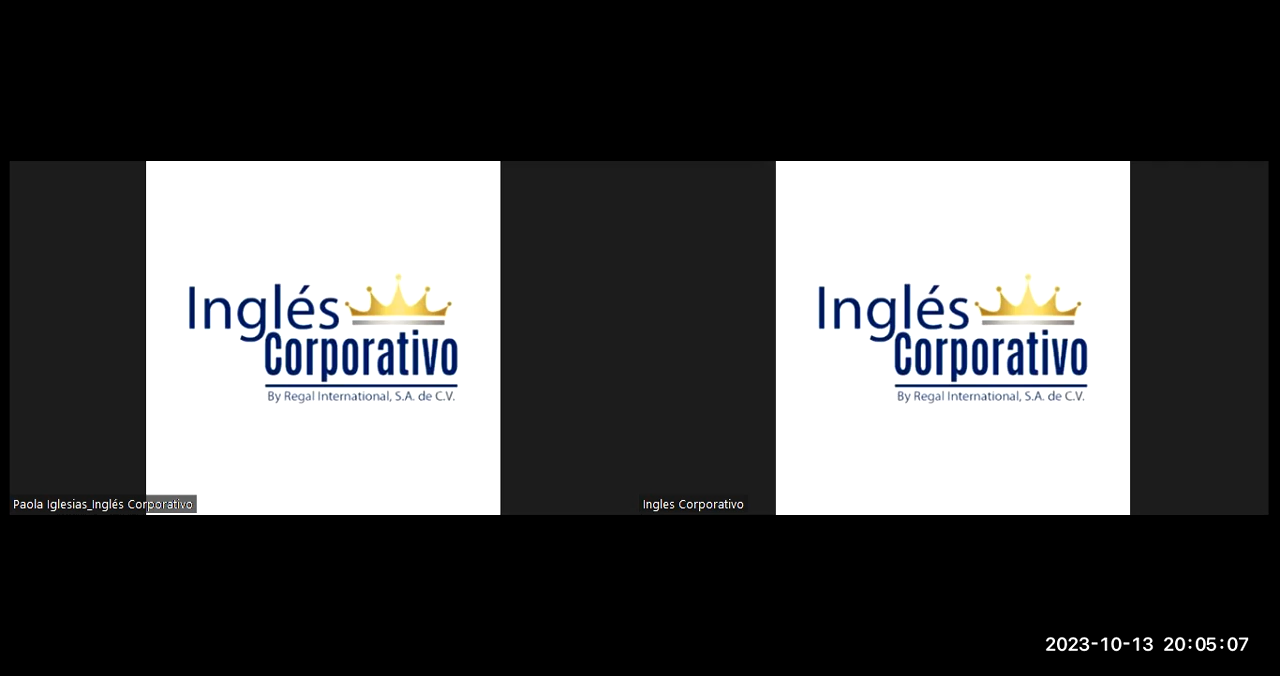 Inglés
Corporativo
By Regal International, S.A. de C.V.
Paola Iglesias_Inglés Corporativo
Inglés
Corporativo
By Regal International, S.A. de C.V.
Ingles Corporativo
2023-10-13 20:05:07